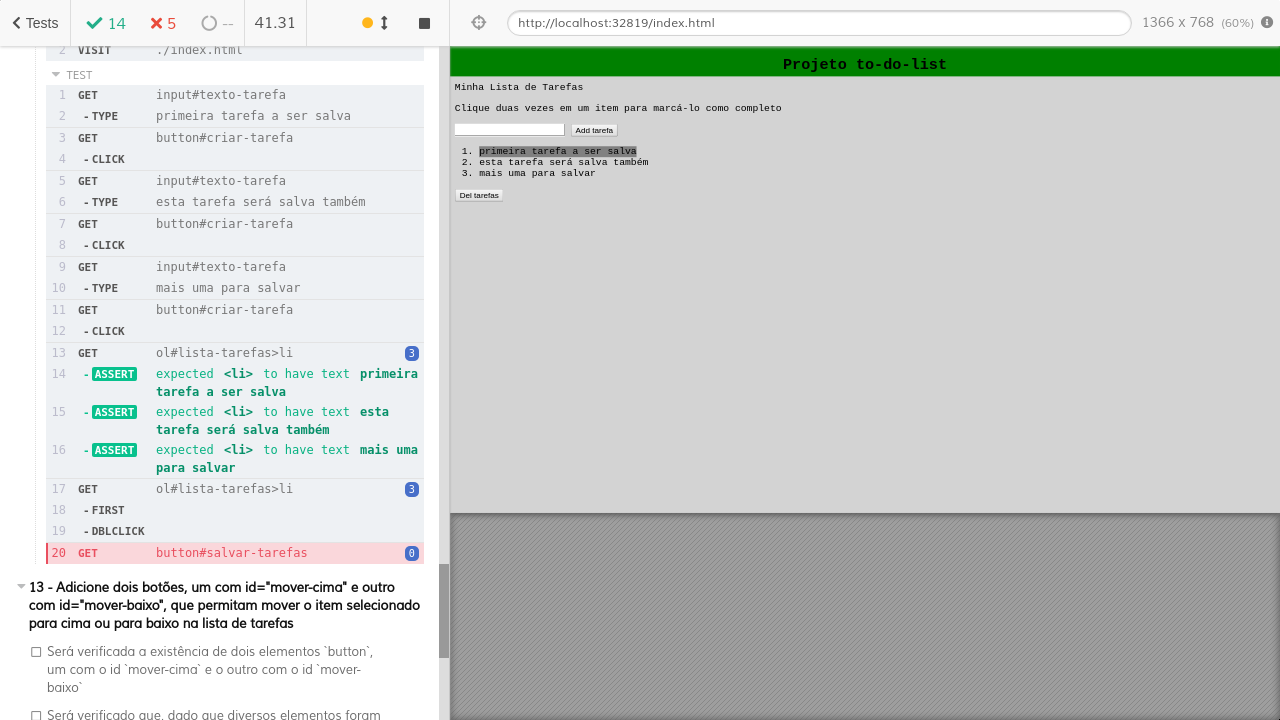 Tests 14 5 -- 41.31
http://localhost:32819/index.html 1366 x 768 (60%)
2 VISIT ./index.html
TEST
1 GET input#texto-tarefa
2 -TYPE primeira tarefa a ser salva
3 GET button#criar-tarefa
4 -CLICK
5 GET input#texto-tarefa
6 -TYPE esta tarefa será salva também
7 GET button#criar-tarefa
8 -CLICK
9 GET input#texto-tarefa
10 -TYPE mais uma para salvar
11 GET button#criar-tarefa
12 -CLICK
13 GET ol#lista-tarefas>li 3
14 -ASSERT expected <li> to have text primeira
tarefa a ser salva
15 -ASSERT expected <li> to have text esta
tarefa será salva também
16 -ASSERT expected <li> to have text mais uma
para salvar
17 GET ol#lista-tarefas>li 3
18 -FIRST
19 -DBLCLICK
20 GET button#salvar-tarefas 0
13 - Adicione dois botões, um com id="mover-cima" e outro
com id="mover-baixo", que permitam mover o item selecionado
para cima ou para baixo na lista de tarefas
Será verificada a existência de dois elementos `button`,
um com o id `mover-cima` e o outro com o id `mover-
baixo`
Será verificado que, dado que diversos elementos foram
Projeto to-do-list
Minha Lista de Tarefas
Clique duas vezes em um item para marcá-lo como completo
Add tarefa
1. primeira tarefa a ser salva
2. esta tarefa será salva também
3. mais uma para salvar
Del tarefas